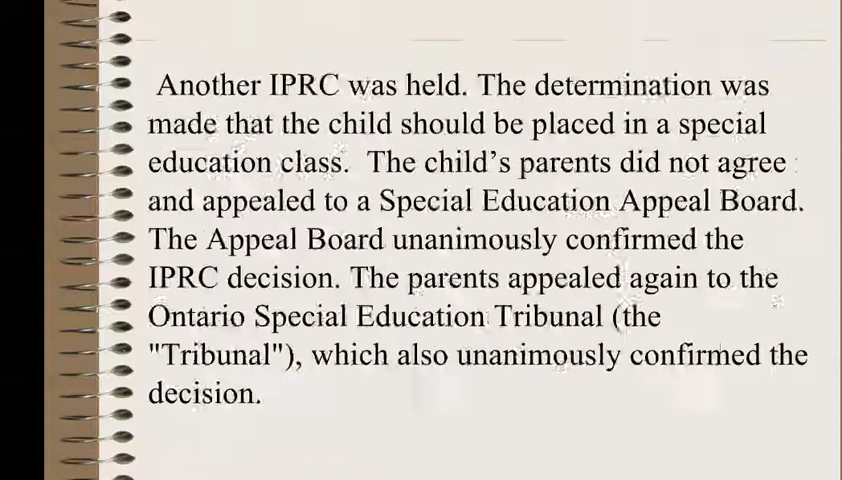 Another IPRC was held. The determination was
made that the child should be placed in a special
education class.  The child’s parents did not agree
and appealed to a Special Education Appeal Board.
The Appeal Board unanimously confirmed the
IPRC decision. The parents appealed again to the
Ontario Special Education Tribunal (the
"Tribunal"), which also unanimously confirmed the
decision.